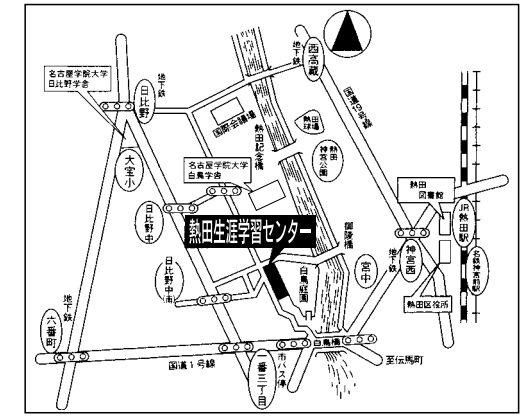 名古屋学院大学
日比野学舎
日比野
地下鉄
国際会議場
熱田記念橋
地下鉄
西高蔵
国道19号線
熱田
球場
熱田
神宮公園
大宝小
名古屋学院大学
白鳥学舎
日比野中
熱田
図書館
JR熱田駅
名鉄神宮前駅
熱田生涯学習センター
御陵橋
日比野中(南)
白鳥庭園
宮中
地下鉄
神宮西
熱田区役所
地下鉄
六番町
国道1号線
一番三丁目
市バス停
白鳥橋
至伝馬町